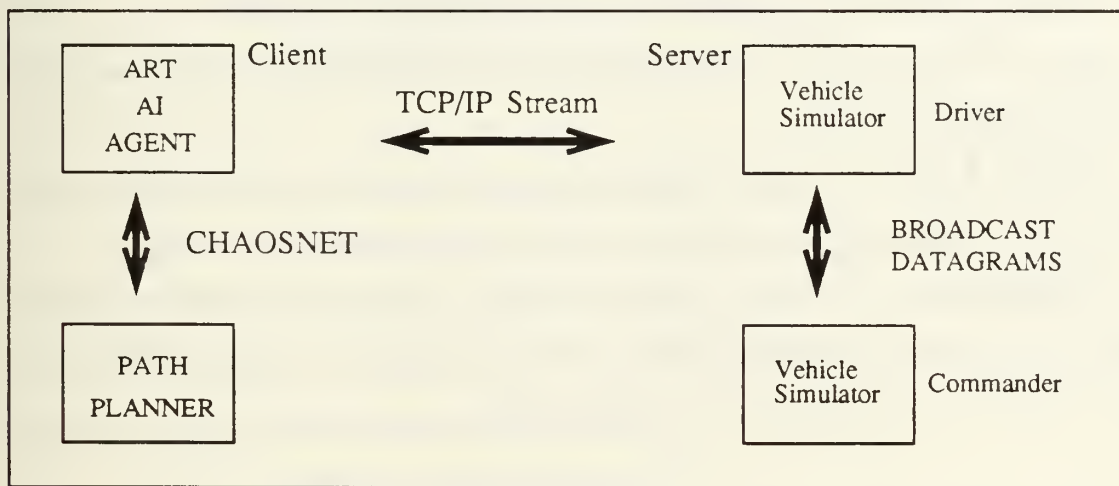 ART
AI
AGENT
Client
TCP/IP Stream
Server
Vehicle
Simulator
Driver
CHAOSNET
BROADCAST
DATAGRAMS
PATH
PLANNER
Vehicle
Simulator
Commander